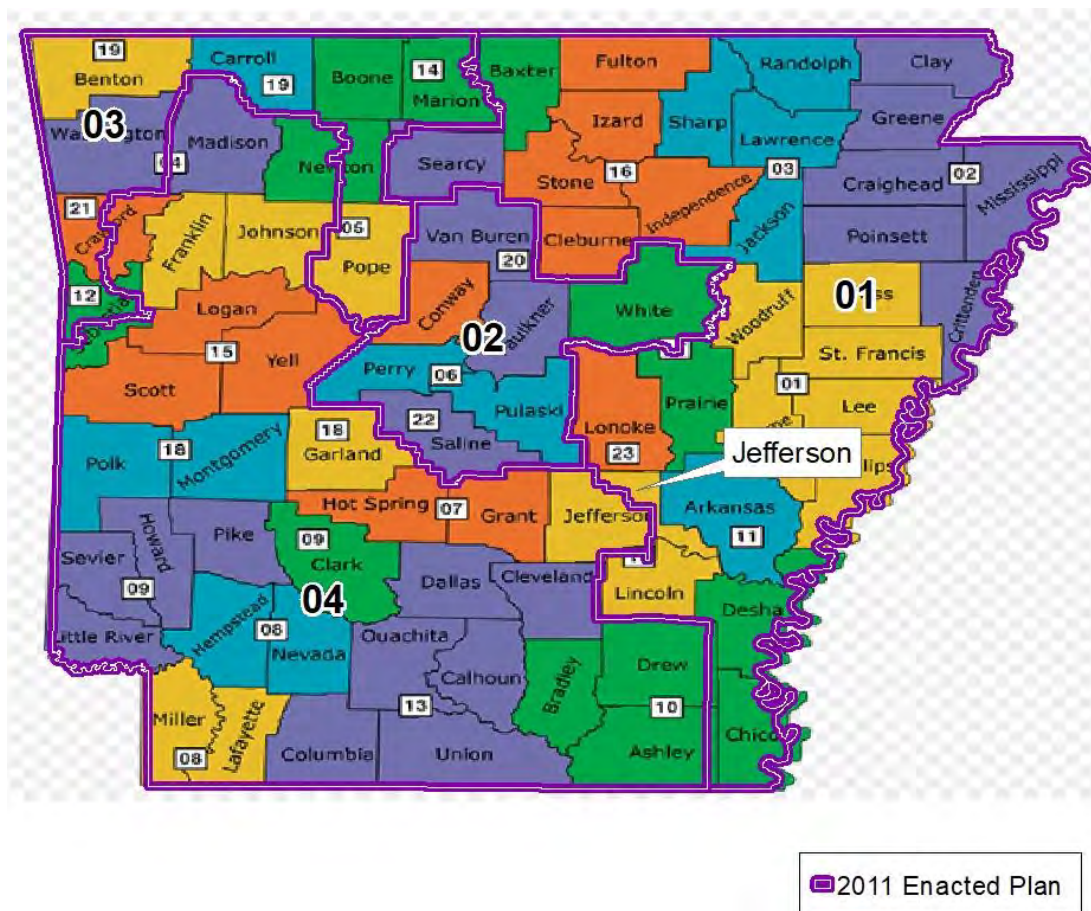 19
Benton
Carroll
19
Boone
14
Marion
Baxter
Fulton
Randolph
Clay
03
04
Madison
Newton
Searcy
Izard
Sharp
Lawrence
Greene
Stone
16
Independence
03
Craighead
02
Mississippi
21
Crawford
Franklin
Johnson
05
Pope
Van Buren
20
Cleburne
Jackson
Poinsett
12
Logan
Conway
02
White
Woodruff
01
Crittenden
15
Yell
Scott
Perry
06
Pulaski
St. Francis
01
Lee
Prairie
22
Saline
Lonoke
23
Jefferson
18
Garland
18
Polk
Montgomery
Hot Spring
07
Grant
Jefferson
Arkansas
11
Sevier
Howard
09
Pike
09
Clark
04
Dallas
Cleveland
Lincoln
Desha
Little River
Hempstead
08
Nevada
Ouachita
Calhoun
Bradley
Drew
10
Ashley
Miller
08
Lafayette
Columbia
13
Union
2011 Enacted Plan